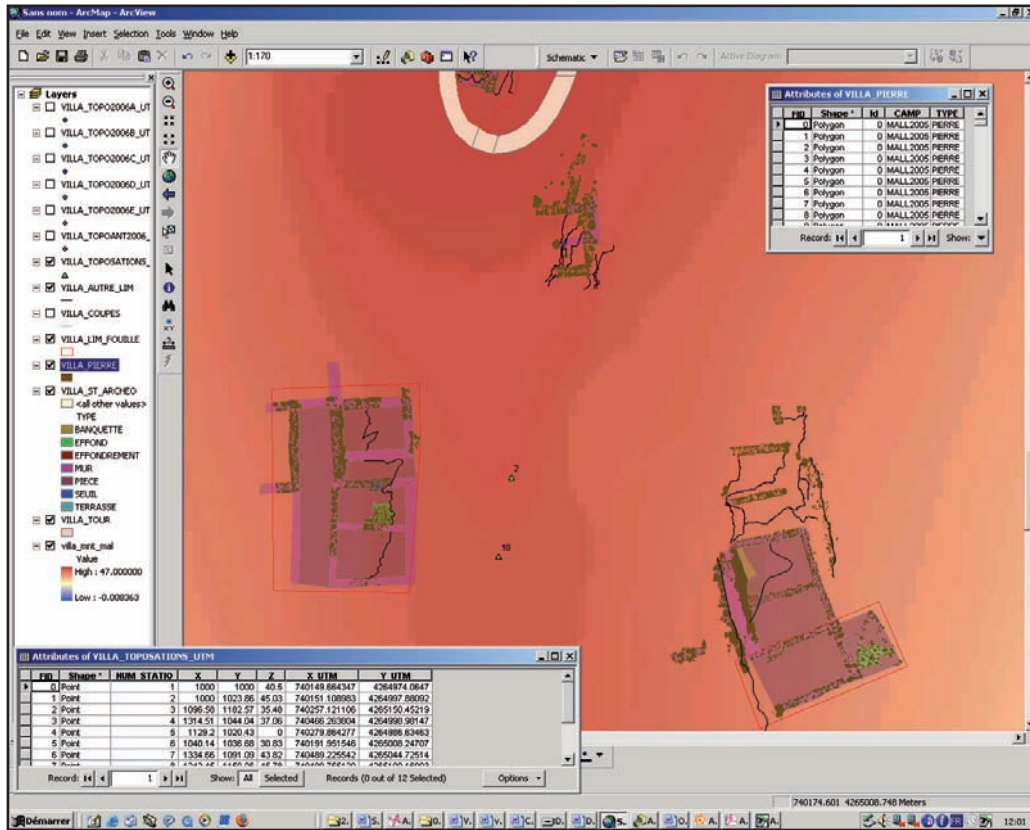 Sans nom - ArcMap - ArcView
File Edit View Insert Selection Tools Window Help
1:170
Schematic
Active Diagram
Layers
VILLA_TOPO2006A_UT
VILLA_TOPO2006B_UT
VILLA_TOPO2006C_UT
VILLA_TOPO2006D_UT
VILLA_TOPO2006E_UT
VILLA_TOPOANT2006_
VILLA_TOPOSATIONS_
VILLA_AUTRE_LIM
VILLA_COUPES
VILLA_LIM_FOUILLE
VILLA_PIERRE
VILLA_ST_ARCHEO
<all other values>
TYPE
BANQUETTE
EFFOND
EFFONDREMENT
MUR
PIECE
SEUIL
TERRASSE
VILLA_TOUR
villa_mnt_mal
Value
High : 47.000000
Low : -0.008363
Attributes of VILLA_PIERRE
FID Shape * Id CAMP TYPE
0 Polygon 0 MALL2005 PIERRE
1 Polygon 0 MALL2005 PIERRE
2 Polygon 0 MALL2005 PIERRE
3 Polygon 0 MALL2005 PIERRE
4 Polygon 0 MALL2005 PIERRE
5 Polygon 0 MALL2005 PIERRE
6 Polygon 0 MALL2005 PIERRE
7 Polygon 0 MALL2005 PIERRE
8 Polygon 0 MALL2005 PIERRE
Record: 1 Show:
2
10
Attributes of VILLA_TOPOSATIONS_UTM
FID Shape * NUM_STATIO X Y Z X_UTM Y_UTM
0 Point 1 1000 1000 40.5 740149.664347 4264974.0647
1 Point 2 1000 1023.86 45.03 740151.108983 4264997.88092
2 Point 3 1096.58 1182.57 35.48 740257.121106 4265150.45219
3 Point 4 1314.51 1044.04 37.06 740466.263804 4264998.98147
4 Point 5 1129.2 1020.43 0 740279.864277 4264986.63463
5 Point 6 1040.14 1036.68 30.83 740191.951546 4265008.24707
6 Point 7 1334.66 1091.09 43.82 740489.225542 4265044.72514
Record: 1 Show: All Selected Records (0 out of 12 Selected) Options
740174.601 4265008.748 Meters
Démarrer
FR
12:01